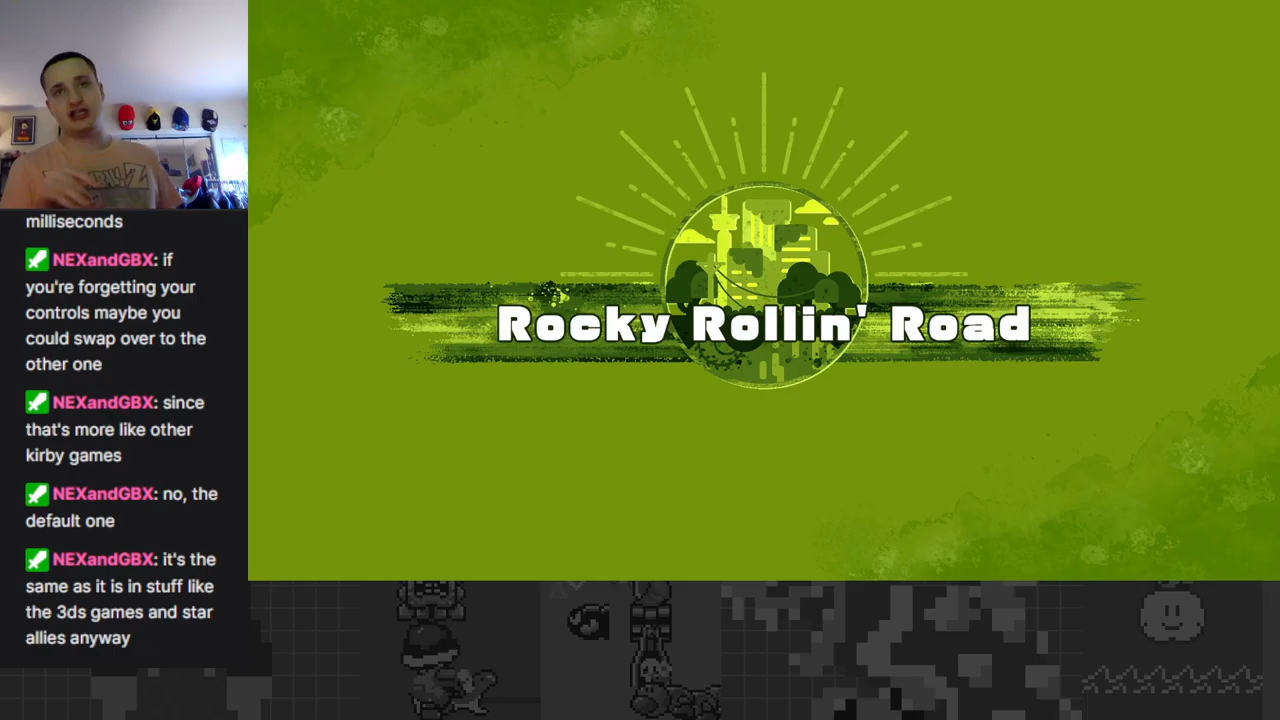 milliseconds
NEXandGBX: if
you're forgetting your
controls maybe you
could swap over to the
other one
NEXandGBX: since
that's more like other
kirby games
NEXandGBX: no, the
default one
NEXandGBX: it's the
same as it is in stuff like
the 3ds games and star
allies anyway
Rocky Rollin' Road